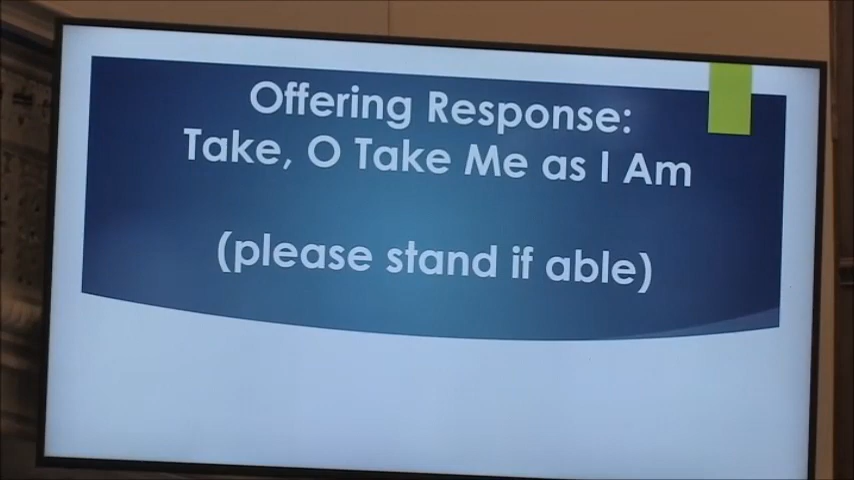 Offering Response:
Take, O Take Me as I Am
(please stand if able)